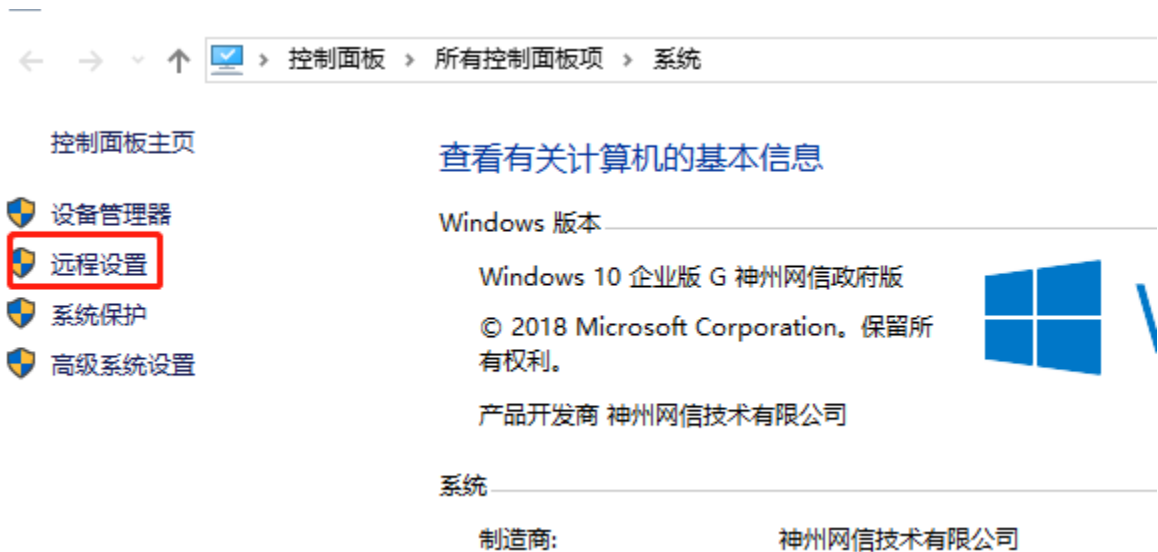 控制面板 › 所有控制面板项 › 系统
控制面板主页
设备管理器
远程设置
系统保护
高级系统设置
查看有关计算机的基本信息
Windows 版本
Windows 10 企业版 G 神州网信政府版
© 2018 Microsoft Corporation。保留所
有权利。
产品开发商 神州网信技术有限公司
系统
制造商: 神州网信技术有限公司